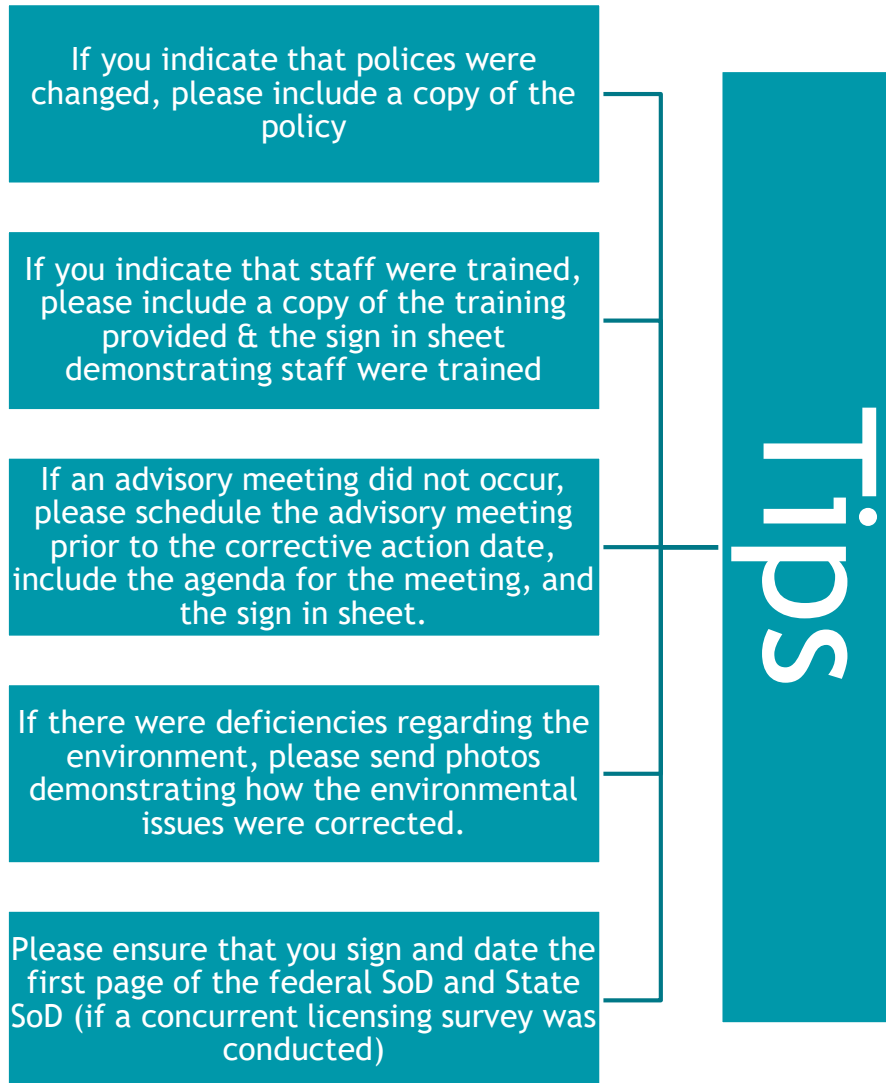 If you indicate that polices were
changed, please include a copy of the
policy
If you indicate that staff were trained,
please include a copy of the training
provided & the sign in sheet
demonstrating staff were trained
If an advisory meeting did not occur,
please schedule the advisory meeting
prior to the corrective action date,
include the agenda for the meeting, and
the sign in sheet.
If there were deficiencies regarding the
environment, please send photos
demonstrating how the environmental
issues were corrected.
Please ensure that you sign and date the
first page of the federal SoD and State
SoD (if a concurrent licensing survey was
conducted)
Tips